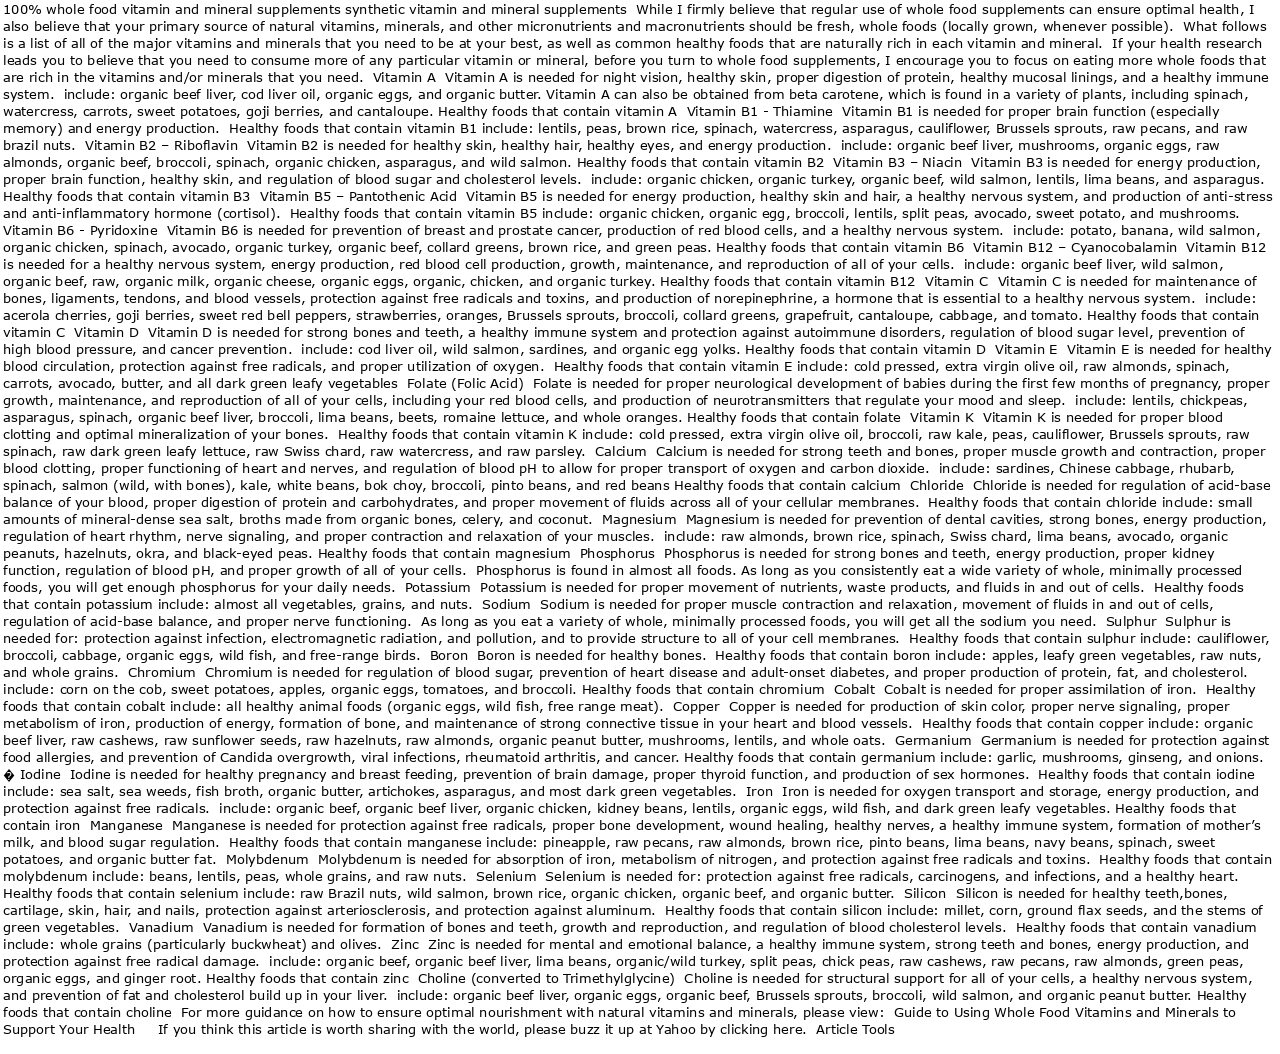 100% whole food vitamin and mineral supplements synthetic vitamin and mineral supplements  While I firmly believe that regular use of whole food supplements can ensure optimal health, I
also believe that your primary source of natural vitamins, minerals, and other micronutrients and macronutrients should be fresh, whole foods (locally grown, whenever possible).  What follows
is a list of all of the major vitamins and minerals that you need to be at your best, as well as common healthy foods that are naturally rich in each vitamin and mineral.  If your health research
leads you to believe that you need to consume more of any particular vitamin or mineral, before you turn to whole food supplements, I encourage you to focus on eating more whole foods that
are rich in the vitamins and/or minerals that you need.  Vitamin A  Vitamin A is needed for night vision, healthy skin, proper digestion of protein, healthy mucosal linings, and a healthy immune
system.  include: organic beef liver, cod liver oil, organic eggs, and organic butter. Vitamin A can also be obtained from beta carotene, which is found in a variety of plants, including spinach,
watercress, carrots, sweet potatoes, goji berries, and cantaloupe. Healthy foods that contain vitamin A  Vitamin B1 - Thiamine  Vitamin B1 is needed for proper brain function (especially
memory) and energy production.  Healthy foods that contain vitamin B1 include: lentils, peas, brown rice, spinach, watercress, asparagus, cauliflower, Brussels sprouts, raw pecans, and raw
brazil nuts.  Vitamin B2 – Riboflavin  Vitamin B2 is needed for healthy skin, healthy hair, healthy eyes, and energy production.  include: organic beef liver, mushrooms, organic eggs, raw
almonds, organic beef, broccoli, spinach, organic chicken, asparagus, and wild salmon. Healthy foods that contain vitamin B2  Vitamin B3 – Niacin  Vitamin B3 is needed for energy production,
proper brain function, healthy skin, and regulation of blood sugar and cholesterol levels.  include: organic chicken, organic turkey, organic beef, wild salmon, lentils, lima beans, and asparagus.
Healthy foods that contain vitamin B3  Vitamin B5 – Pantothenic Acid  Vitamin B5 is needed for energy production, healthy skin and hair, a healthy nervous system, and production of anti-stress
and anti-inflammatory hormone (cortisol).  Healthy foods that contain vitamin B5 include: organic chicken, organic egg, broccoli, lentils, split peas, avocado, sweet potato, and mushrooms.
Vitamin B6 - Pyridoxine  Vitamin B6 is needed for prevention of breast and prostate cancer, production of red blood cells, and a healthy nervous system.  include: potato, banana, wild salmon,
organic chicken, spinach, avocado, organic turkey, organic beef, collard greens, brown rice, and green peas. Healthy foods that contain vitamin B6  Vitamin B12 – Cyanocobalamin  Vitamin B12
is needed for a healthy nervous system, energy production, red blood cell production, growth, maintenance, and reproduction of all of your cells.  include: organic beef liver, wild salmon,
organic beef, raw, organic milk, organic cheese, organic eggs, organic, chicken, and organic turkey. Healthy foods that contain vitamin B12  Vitamin C  Vitamin C is needed for maintenance of
bones, ligaments, tendons, and blood vessels, protection against free radicals and toxins, and production of norepinephrine, a hormone that is essential to a healthy nervous system.  include:
acerola cherries, goji berries, sweet red bell peppers, strawberries, oranges, Brussels sprouts, broccoli, collard greens, grapefruit, cantaloupe, cabbage, and tomato. Healthy foods that contain
vitamin C  Vitamin D  Vitamin D is needed for strong bones and teeth, a healthy immune system and protection against autoimmune disorders, regulation of blood sugar level, prevention of
high blood pressure, and cancer prevention.  include: cod liver oil, wild salmon, sardines, and organic egg yolks. Healthy foods that contain vitamin D  Vitamin E  Vitamin E is needed for healthy
blood circulation, protection against free radicals, and proper utilization of oxygen.  Healthy foods that contain vitamin E include: cold pressed, extra virgin olive oil, raw almonds, spinach,
carrots, avocado, butter, and all dark green leafy vegetables  Folate (Folic Acid)  Folate is needed for proper neurological development of babies during the first few months of pregnancy, proper
growth, maintenance, and reproduction of all of your cells, including your red blood cells, and production of neurotransmitters that regulate your mood and sleep.  include: lentils, chickpeas,
asparagus, spinach, organic beef liver, broccoli, lima beans, beets, romaine lettuce, and whole oranges. Healthy foods that contain folate  Vitamin K  Vitamin K is needed for proper blood
clotting and optimal mineralization of your bones.  Healthy foods that contain vitamin K include: cold pressed, extra virgin olive oil, broccoli, raw kale, peas, cauliflower, Brussels sprouts, raw
spinach, raw dark green leafy lettuce, raw Swiss chard, raw watercress, and raw parsley.  Calcium  Calcium is needed for strong teeth and bones, proper muscle growth and contraction, proper
blood clotting, proper functioning of heart and nerves, and regulation of blood pH to allow for proper transport of oxygen and carbon dioxide.  include: sardines, Chinese cabbage, rhubarb,
spinach, salmon (wild, with bones), kale, white beans, bok choy, broccoli, pinto beans, and red beans Healthy foods that contain calcium  Chloride  Chloride is needed for regulation of acid-base
balance of your blood, proper digestion of protein and carbohydrates, and proper movement of fluids across all of your cellular membranes.  Healthy foods that contain chloride include: small
amounts of mineral-dense sea salt, broths made from organic bones, celery, and coconut.  Magnesium  Magnesium is needed for prevention of dental cavities, strong bones, energy production,
regulation of heart rhythm, nerve signaling, and proper contraction and relaxation of your muscles.  include: raw almonds, brown rice, spinach, Swiss chard, lima beans, avocado, organic
peanuts, hazelnuts, okra, and black-eyed peas. Healthy foods that contain magnesium  Phosphorus  Phosphorus is needed for strong bones and teeth, energy production, proper kidney
function, regulation of blood pH, and proper growth of all of your cells.  Phosphorus is found in almost all foods. As long as you consistently eat a wide variety of whole, minimally processed
foods, you will get enough phosphorus for your daily needs.  Potassium  Potassium is needed for proper movement of nutrients, waste products, and fluids in and out of cells.  Healthy foods
that contain potassium include: almost all vegetables, grains, and nuts.  Sodium  Sodium is needed for proper muscle contraction and relaxation, movement of fluids in and out of cells,
regulation of acid-base balance, and proper nerve functioning.  As long as you eat a variety of whole, minimally processed foods, you will get all the sodium you need.  Sulphur  Sulphur is
needed for: protection against infection, electromagnetic radiation, and pollution, and to provide structure to all of your cell membranes.  Healthy foods that contain sulphur include: cauliflower,
broccoli, cabbage, organic eggs, wild fish, and free-range birds.  Boron  Boron is needed for healthy bones.  Healthy foods that contain boron include: apples, leafy green vegetables, raw nuts,
and whole grains.  Chromium  Chromium is needed for regulation of blood sugar, prevention of heart disease and adult-onset diabetes, and proper production of protein, fat, and cholesterol.
include: corn on the cob, sweet potatoes, apples, organic eggs, tomatoes, and broccoli. Healthy foods that contain chromium  Cobalt  Cobalt is needed for proper assimilation of iron.  Healthy
foods that contain cobalt include: all healthy animal foods (organic eggs, wild fish, free range meat).  Copper  Copper is needed for production of skin color, proper nerve signaling, proper
metabolism of iron, production of energy, formation of bone, and maintenance of strong connective tissue in your heart and blood vessels.  Healthy foods that contain copper include: organic
beef liver, raw cashews, raw sunflower seeds, raw hazelnuts, raw almonds, organic peanut butter, mushrooms, lentils, and whole oats.  Germanium  Germanium is needed for protection against
food allergies, and prevention of Candida overgrowth, viral infections, rheumatoid arthritis, and cancer. Healthy foods that contain germanium include: garlic, mushrooms, ginseng, and onions.
� Iodine  Iodine is needed for healthy pregnancy and breast feeding, prevention of brain damage, proper thyroid function, and production of sex hormones.  Healthy foods that contain iodine
include: sea salt, sea weeds, fish broth, organic butter, artichokes, asparagus, and most dark green vegetables.  Iron  Iron is needed for oxygen transport and storage, energy production, and
protection against free radicals.  include: organic beef, organic beef liver, organic chicken, kidney beans, lentils, organic eggs, wild fish, and dark green leafy vegetables. Healthy foods that
contain iron  Manganese  Manganese is needed for protection against free radicals, proper bone development, wound healing, healthy nerves, a healthy immune system, formation of mother’s
milk, and blood sugar regulation.  Healthy foods that contain manganese include: pineapple, raw pecans, raw almonds, brown rice, pinto beans, lima beans, navy beans, spinach, sweet
potatoes, and organic butter fat.  Molybdenum  Molybdenum is needed for absorption of iron, metabolism of nitrogen, and protection against free radicals and toxins.  Healthy foods that contain
molybdenum include: beans, lentils, peas, whole grains, and raw nuts.  Selenium  Selenium is needed for: protection against free radicals, carcinogens, and infections, and a healthy heart.
Healthy foods that contain selenium include: raw Brazil nuts, wild salmon, brown rice, organic chicken, organic beef, and organic butter.  Silicon  Silicon is needed for healthy teeth,bones,
cartilage, skin, hair, and nails, protection against arteriosclerosis, and protection against aluminum.  Healthy foods that contain silicon include: millet, corn, ground flax seeds, and the stems of
green vegetables.  Vanadium  Vanadium is needed for formation of bones and teeth, growth and reproduction, and regulation of blood cholesterol levels.  Healthy foods that contain vanadium
include: whole grains (particularly buckwheat) and olives.  Zinc  Zinc is needed for mental and emotional balance, a healthy immune system, strong teeth and bones, energy production, and
protection against free radical damage.  include: organic beef, organic beef liver, lima beans, organic/wild turkey, split peas, chick peas, raw cashews, raw pecans, raw almonds, green peas,
organic eggs, and ginger root. Healthy foods that contain zinc  Choline (converted to Trimethylglycine)  Choline is needed for structural support for all of your cells, a healthy nervous system,
and prevention of fat and cholesterol build up in your liver.  include: organic beef liver, organic eggs, organic beef, Brussels sprouts, broccoli, wild salmon, and organic peanut butter. Healthy
foods that contain choline  For more guidance on how to ensure optimal nourishment with natural vitamins and minerals, please view:  Guide to Using Whole Food Vitamins and Minerals to
Support Your Health     If you think this article is worth sharing with the world, please buzz it up at Yahoo by clicking here.  Article Tools